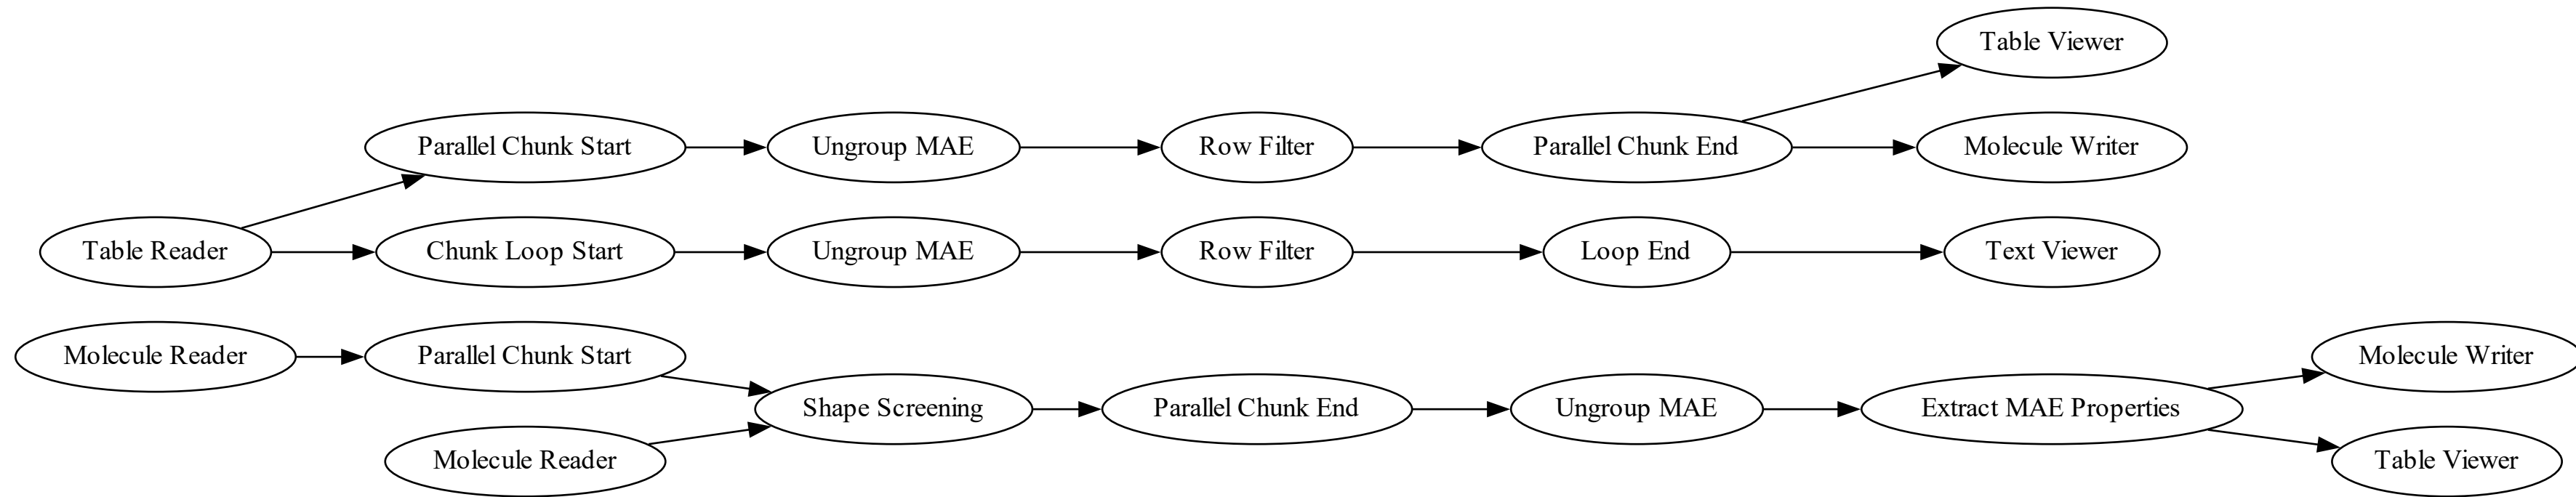 Table Viewer
Parallel Chunk Start
Ungroup MAE
Row Filter
Parallel Chunk End
Molecule Writer
Table Reader
Chunk Loop Start
Ungroup MAE
Row Filter
Loop End
Text Viewer
Molecule Reader
Parallel Chunk Start
Molecule Writer
Shape Screening
Parallel Chunk End
Ungroup MAE
Extract MAE Properties
Molecule Reader
Table Viewer